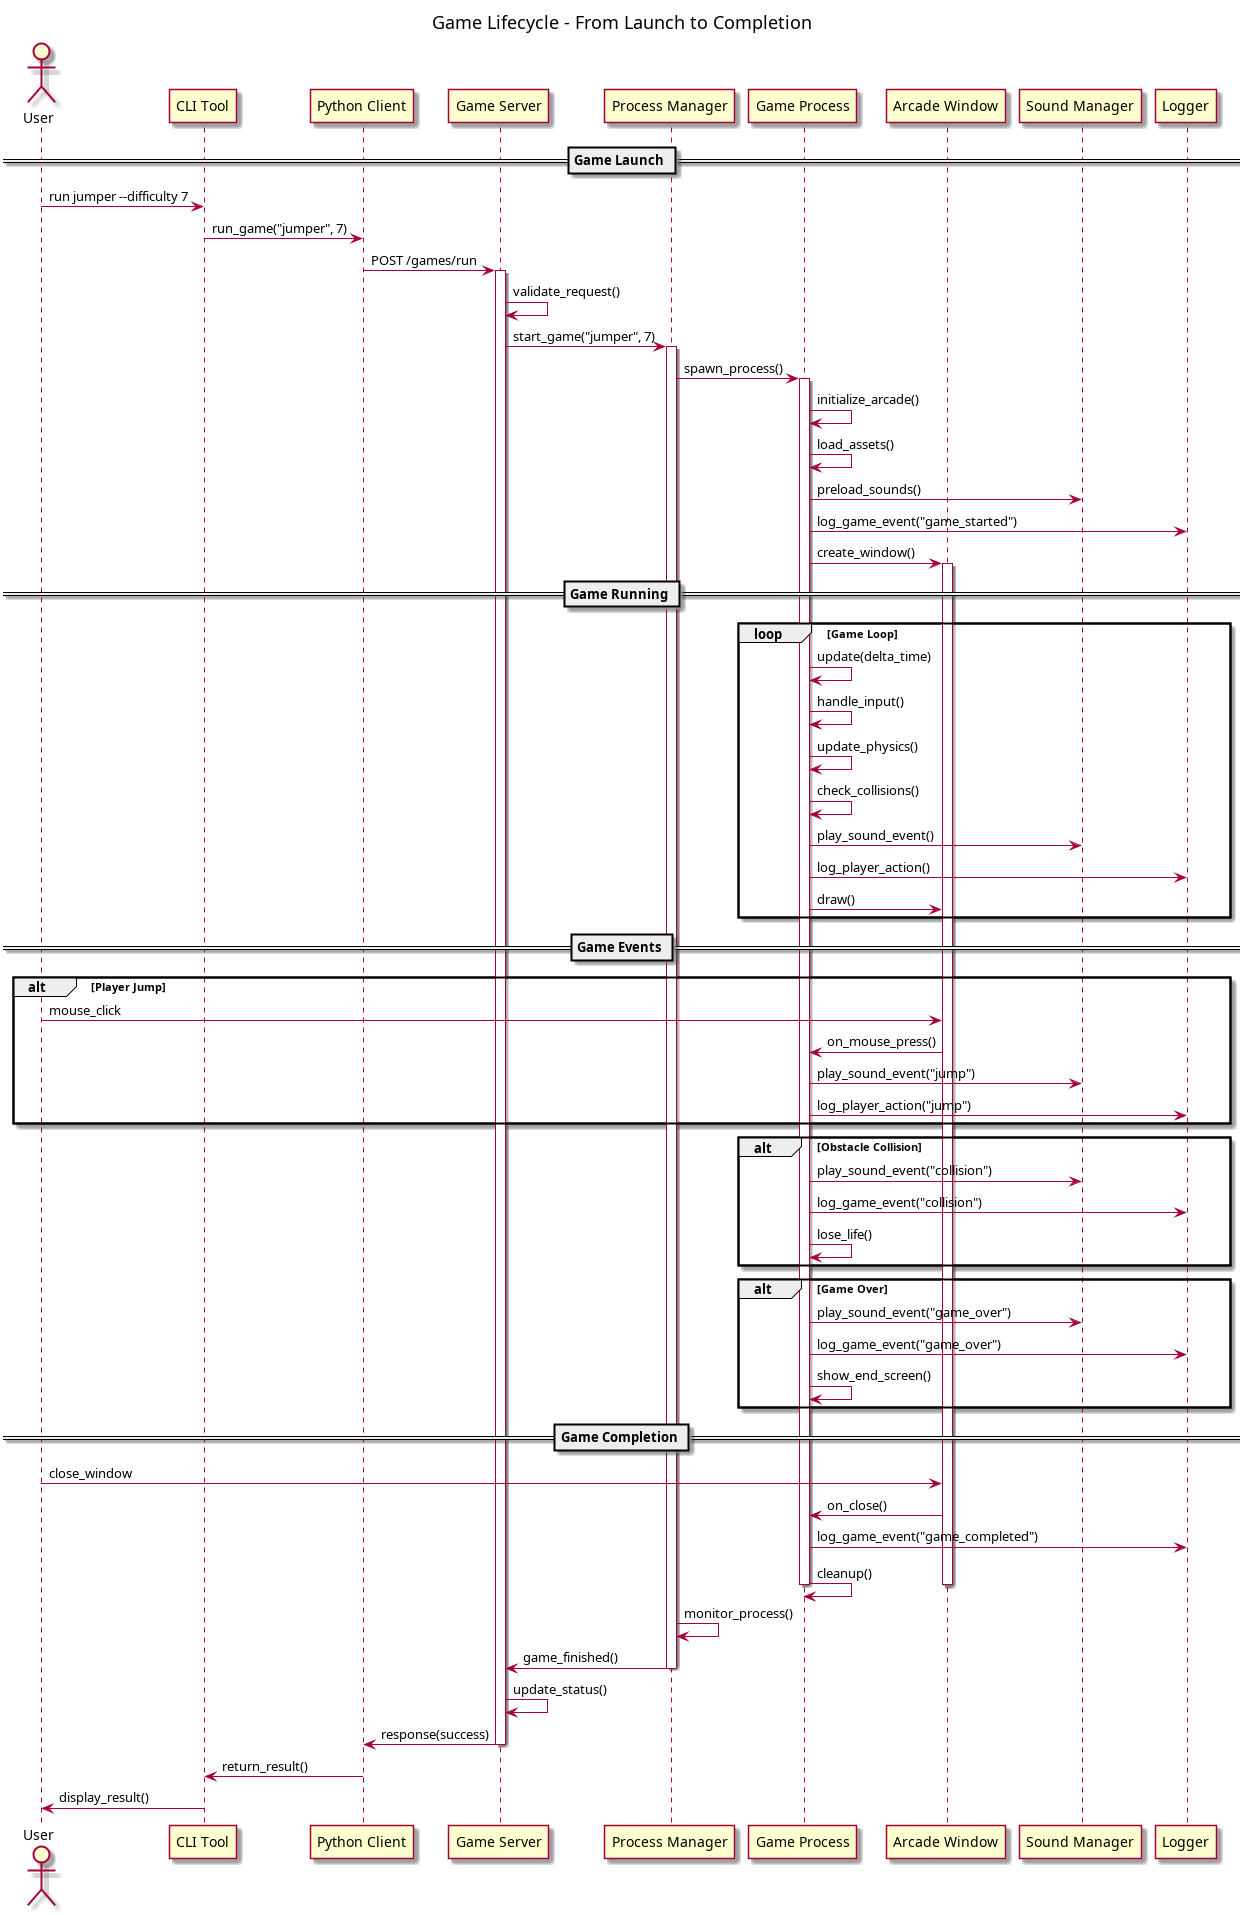 Game Lifecycle - From Launch to Completion
User
CLI Tool
Python Client
Game Server
Process Manager
Game Process
Arcade Window
Sound Manager
Logger
Game Launch
run jumper --difficulty 7
run_game("jumper", 7)
POST /games/run
validate_request()
start_game("jumper", 7)
spawn_process()
initialize_arcade()
load_assets()
preload_sounds()
log_game_event("game_started")
create_window()
Game Running
loop [Game Loop]
update(delta_time)
handle_input()
update_physics()
check_collisions()
play_sound_event()
log_player_action()
draw()
Game Events
alt [Player Jump]
mouse_click
on_mouse_press()
play_sound_event("jump")
log_player_action("jump")
alt [Obstacle Collision]
play_sound_event("collision")
log_game_event("collision")
lose_life()
alt [Game Over]
play_sound_event("game_over")
log_game_event("game_over")
show_end_screen()
Game Completion
close_window
on_close()
log_game_event("game_completed")
cleanup()
monitor_process()
game_finished()
update_status()
response(success)
return_result()
display_result()
User
CLI Tool
Python Client
Game Server
Process Manager
Game Process
Arcade Window
Sound Manager
Logger